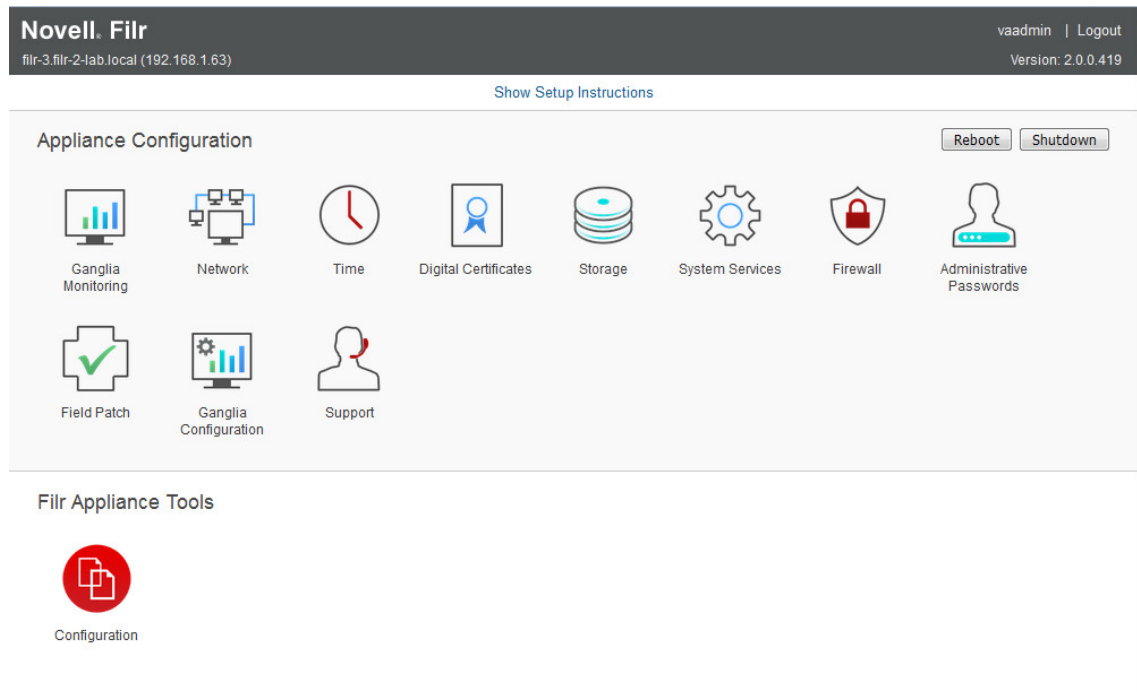 Novell. Filr
vaadmin | Logout
filr-3.filr-2-lab.local (192.168.1.63)
Version: 2.0.0.419
Show Setup Instructions
Appliance Configuration
Reboot
Shutdown
Ganglia
Monitoring
Network
Time
Digital Certificates
Storage
System Services
Firewall
Administrative
Passwords
Field Patch
Ganglia
Configuration
Support
Filr Appliance Tools
Configuration